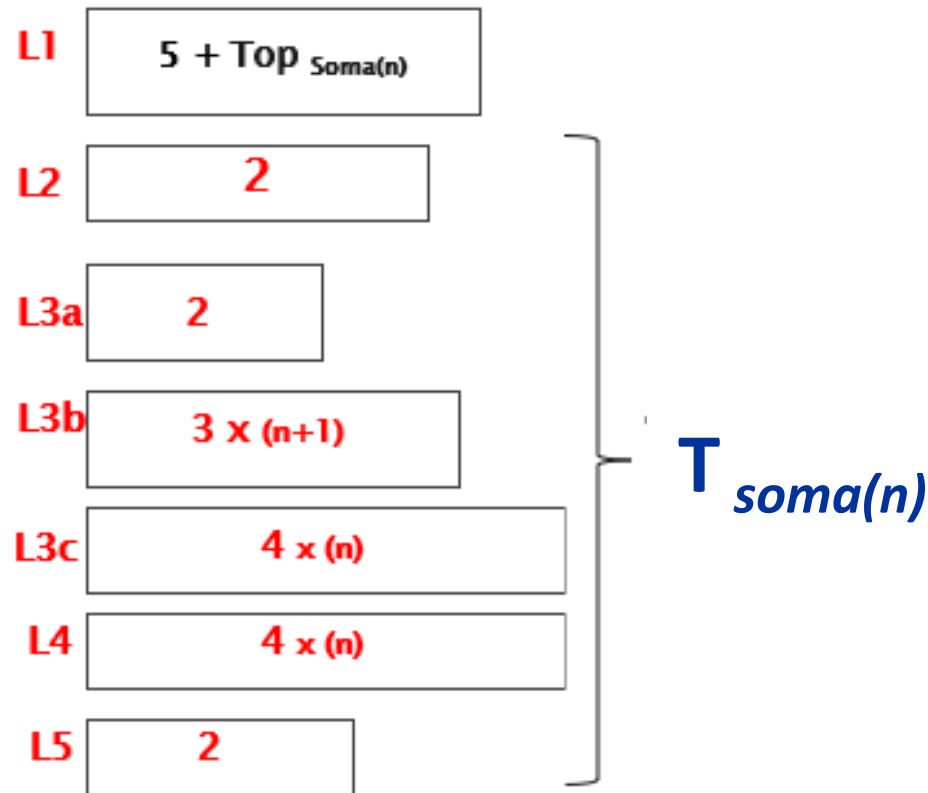 L1 5 + Top Soma(n)
L2 2
L3a 2
L3b 3 x (n+1)
T soma(n)
L3c 4 x (n)
L4 4 x (n)
L5 2